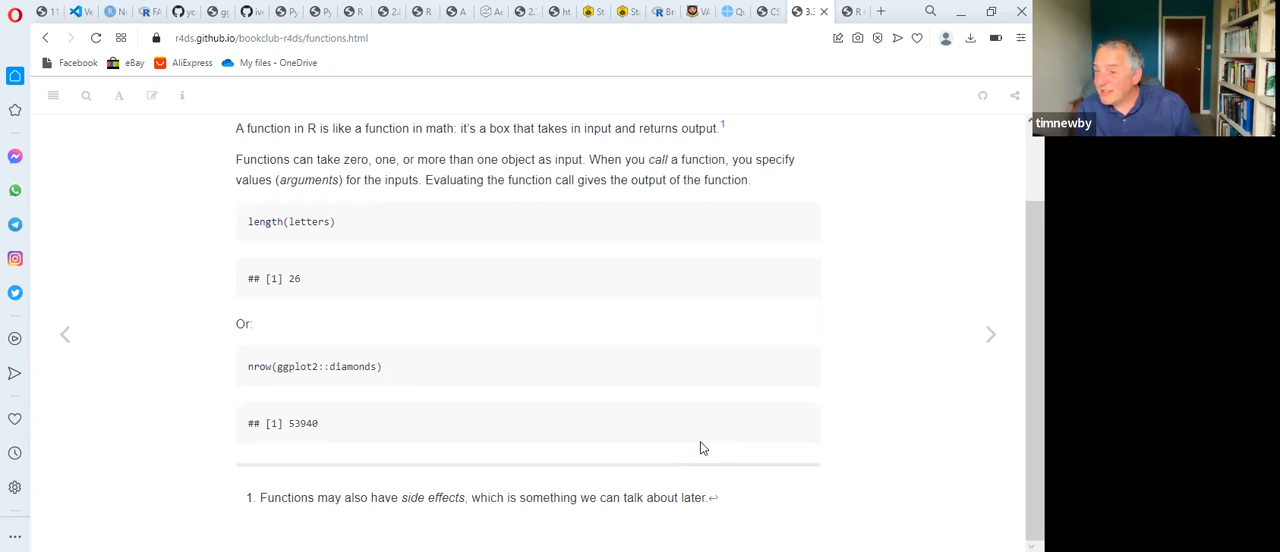 r4ds.github.io/bookclub-r4ds/functions.html
Facebook
eBay
AliExpress
My files - OneDrive
timnewby
A function in R is like a function in math: it's a box that takes in input and returns output.1
Functions can take zero, one, or more than one object as input. When you call a function, you specify
values (arguments) for the inputs. Evaluating the function call gives the output of the function.
length(letters)
## [1] 26
Or:
nrow(ggplot2::diamonds)
## [1] 53940
1. Functions may also have side effects, which is something we can talk about later.↩